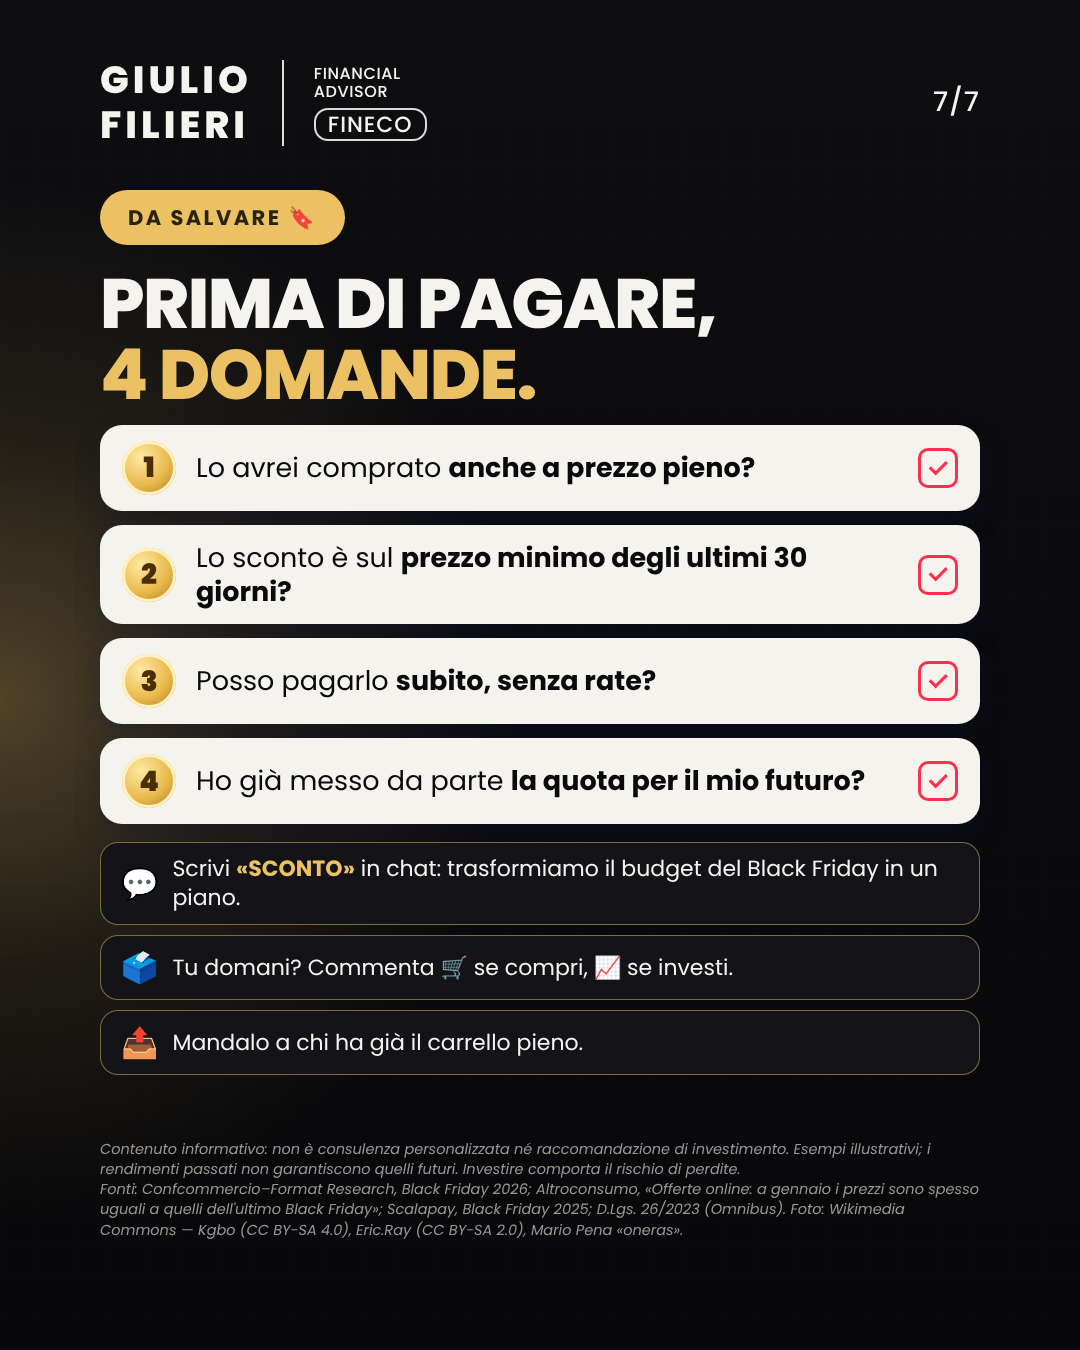 GIULIO
FILIERI
FINANCIAL
ADVISOR
FINECO
7/7
DA SALVARE 🔖
PRIMA DI PAGARE,
4 DOMANDE.
1 Lo avrei comprato anche a prezzo pieno?
2 Lo sconto è sul prezzo minimo degli ultimi 30
giorni?
3 Posso pagarlo subito, senza rate?
4 Ho già messo da parte la quota per il mio futuro?
💬 Scrivi «SCONTO» in chat: trasformiamo il budget del Black Friday in un
piano.
🗳️ Tu domani? Commenta 🛒 se compri, 📈 se investi.
📤 Mandalo a chi ha già il carrello pieno.
Contenuto informativo: non è consulenza personalizzata né raccomandazione di investimento. Esempi illustrativi; i
rendimenti passati non garantiscono quelli futuri. Investire comporta il rischio di perdite.
Fonti: Confcommercio–Format Research, Black Friday 2026; Altroconsumo, «Offerte online: a gennaio i prezzi sono spesso
uguali a quelli dell'ultimo Black Friday»; Scalapay, Black Friday 2025; D.Lgs. 26/2023 (Omnibus). Foto: Wikimedia
Commons — Kgbo (CC BY-SA 4.0), Eric.Ray (CC BY-SA 2.0), Mario Pena «oneras».